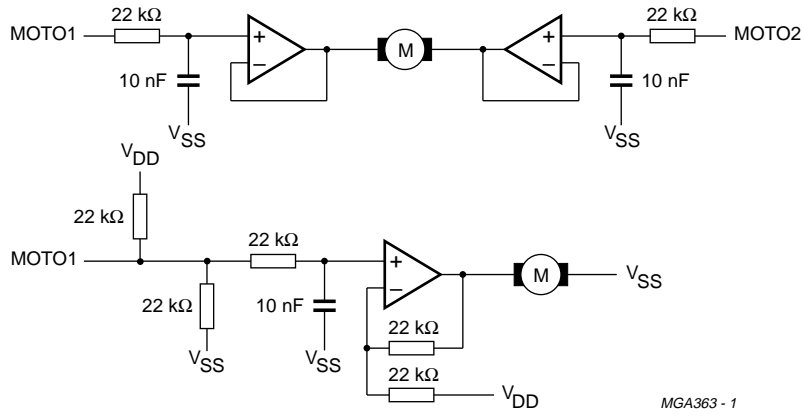 22 kΩ
22 kΩ
MOTO1
+
M
+
MOTO2
−
−
10 nF
10 nF
VSS
VSS
VDD
22 kΩ
MOTO1
22 kΩ
+
M
VSS
−
22 kΩ
10 nF
22 kΩ
VSS
VSS
22 kΩ
VDD
MGA363 - 1